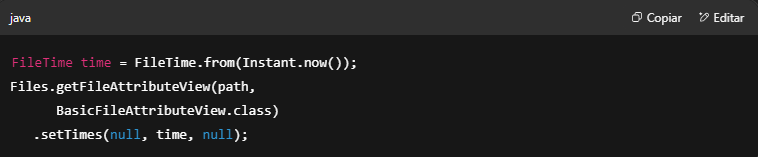 java Copiar Editar
FileTime time = FileTime.from(Instant.now());
Files.getFileAttributeView(path,
      BasicFileAttributeView.class)
   .setTimes(null, time, null);